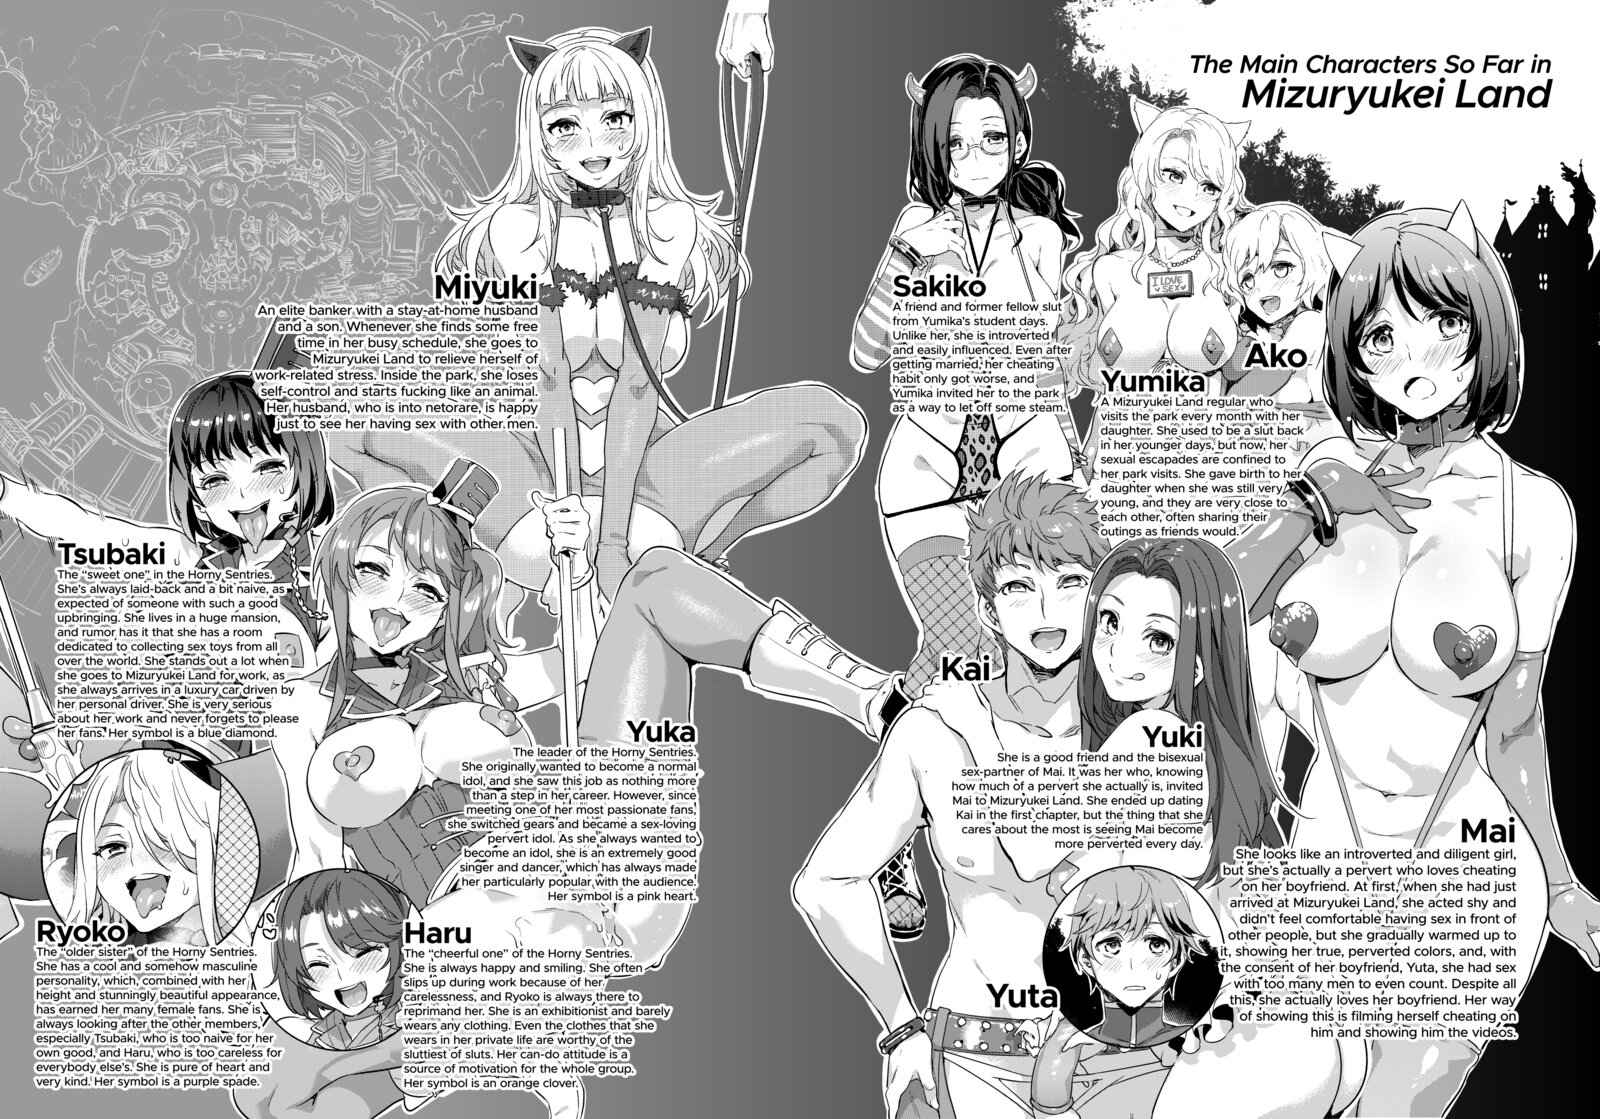 The Main Characters So Far in
Mizuryukei Land
I LOVE
SEX
Miyuki
An elite banker with a stay-at-home husband
and a son. Whenever she finds some free
time in her busy schedule, she goes to
Mizuryukei Land to relieve herself of
work-related stress. Inside the park, she loses
self-control and starts fucking like an animal.
Her husband, who is into netorare, is happy
just to see her having sex with other men.
Sakiko
A friend and former fellow slut
from Yumika's student days.
Unlike her, she is introverted
and easily influenced. Even after
getting married, her cheating
habit only got worse, and
Yumika invited her to the park
as a way to let off some steam.
Ako
Yumika
A Mizuryukei Land regular who
visits the park every month with her
daughter. She used to be a slut back
in her younger days, but now, her
sexual escapades are confined to
her park visits. She gave birth to her
daughter when she was still very
young, and they are very close to
each other, often sharing their
outings as friends would.
Tsubaki
The "sweet one" in the Horny Sentries.
She's always laid-back and a bit naive, as
expected of someone with such a good
upbringing. She lives in a huge mansion,
and rumor has it that she has a room
dedicated to collecting sex toys from all
over the world. She stands out a lot when
she goes to Mizuryukei Land for work, as
she always arrives in a luxury car driven by
her personal driver. She is very serious
about her work and never forgets to please
her fans. Her symbol is a blue diamond.
Yuka
The leader of the Horny Sentries.
She originally wanted to become a normal
idol, and she saw this job as nothing more
than a step in her career. However, since
meeting one of her most passionate fans,
she switched gears and became a sex-loving
pervert idol. As she always wanted to
become an idol, she is an extremely good
singer and dancer, which has always made
her particularly popular with the audience.
Her symbol is a pink heart.
Kai
Yuki
She is a good friend and the bisexual
sex-partner of Mai. It was her who, knowing
how much of a pervert she actually is, invited
Mai to Mizuryukei Land. She ended up dating
Kai in the first chapter, but the thing that she
cares about the most is seeing Mai become
more perverted every day.
Mai
She looks like an introverted and diligent girl,
but she's actually a pervert who loves cheating
on her boyfriend. At first, when she had just
arrived at Mizuryukei Land, she acted shy and
didn't feel comfortable having sex in front of
other people, but she gradually warmed up to
it, showing her true, perverted colors, and, with
the consent of her boyfriend, Yuta, she had sex
with too many men to even count. Despite all
this, she actually loves her boyfriend. Her way
of showing this is filming herself cheating on
him and showing him the videos.
Ryoko
The "older sister" of the Horny Sentries.
She has a cool and somehow masculine
personality, which, combined with her
height and stunningly beautiful appearance,
has earned her many female fans. She is
always looking after the other members,
especially Tsubaki, who is too naive for her
own good, and Haru, who is too careless for
everybody else's. She is pure of heart and
very kind. Her symbol is a purple spade.
Haru
The "cheerful one" of the Horny Sentries.
She is always happy and smiling. She often
slips up during work because of her
carelessness, and Ryoko is always there to
reprimand her. She is an exhibitionist and barely
wears any clothing. Even the clothes that she
wears in her private life are worthy of the
sluttiest of sluts. Her can-do attitude is a
source of motivation for the whole group.
Her symbol is an orange clover.
Yuta